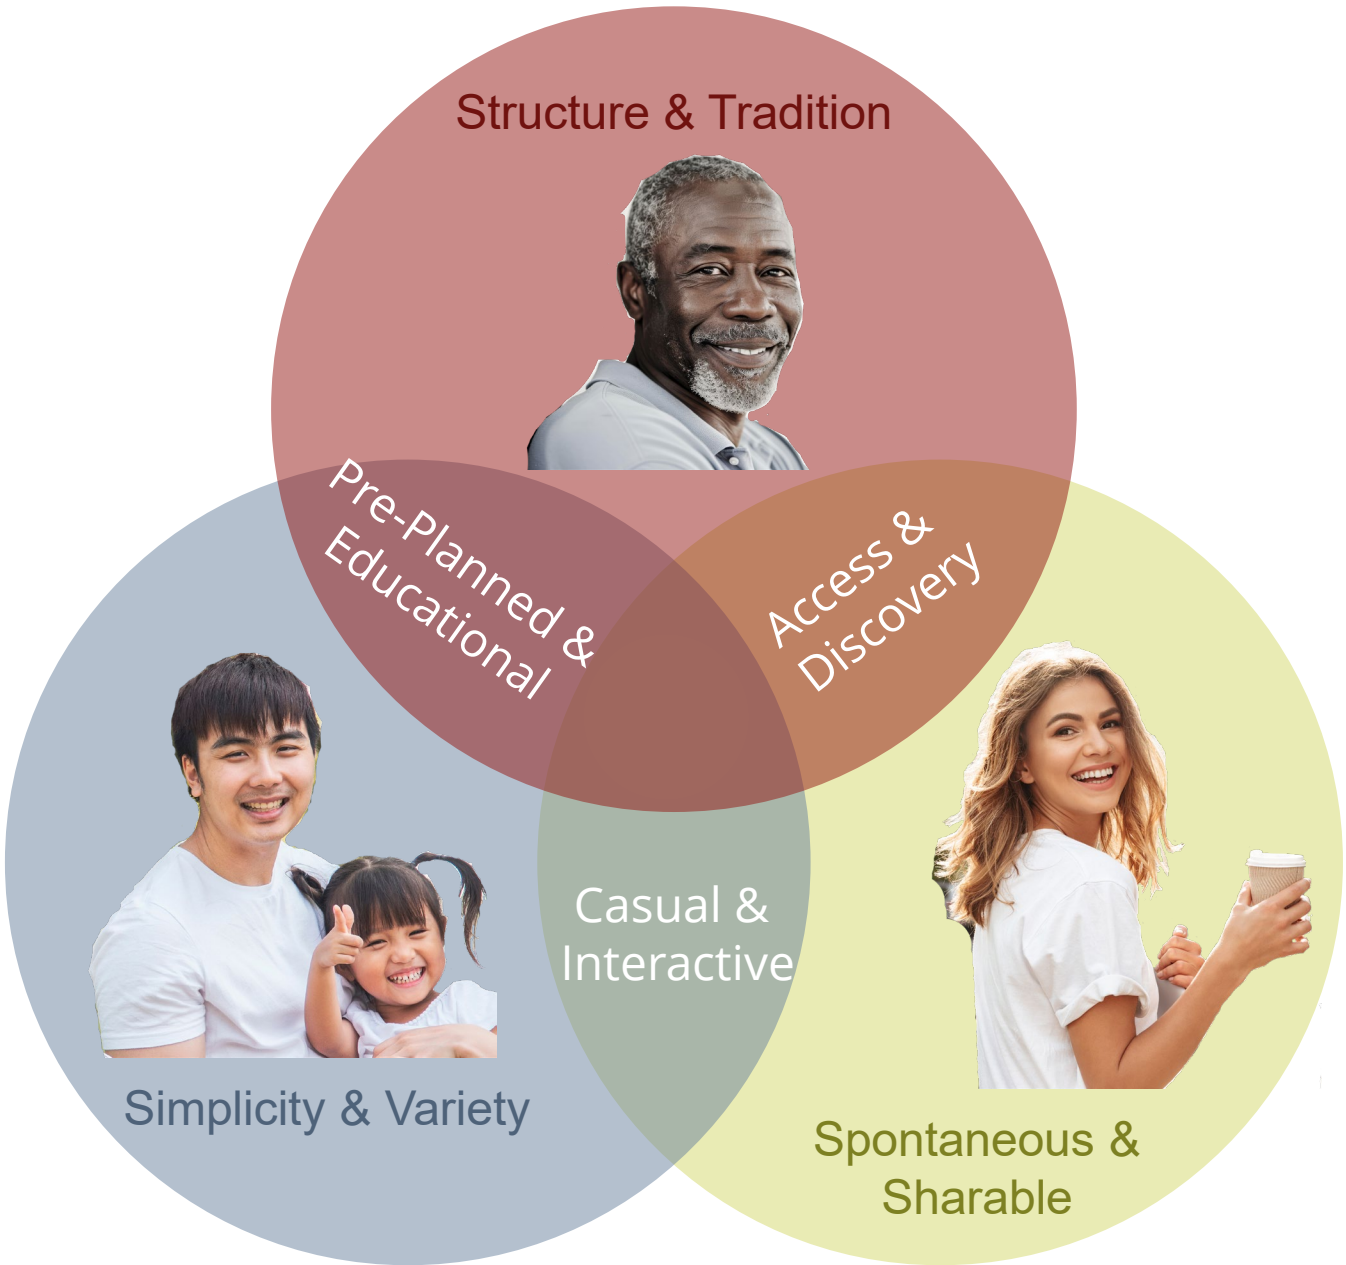 Structure & Tradition
Pre-Planned &
Educational
Access &
Discovery
Casual &
Interactive
Simplicity & Variety
Spontaneous &
Sharable